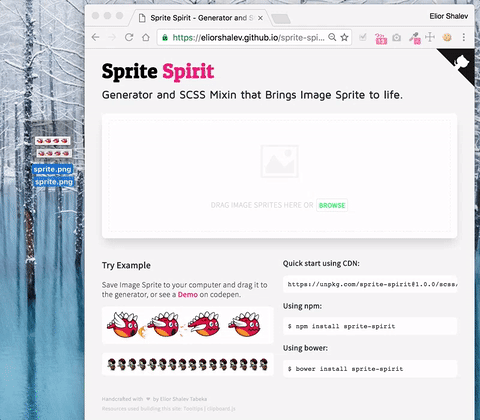 Sprite Spirit - Generator and S
Elior Shalev
https://eliorshalev.github.io/sprite-spi...
15
Sprite Spirit
Generator and SCSS Mixin that Brings Image Sprite to life.
sprite.png
sprite.png
DRAG IMAGE SPRITES HERE OR BROWSE
Try Example
Save Image Sprite to your computer and drag it
to the generator, or see a Demo on codepen.
Quick start using CDN:
https://unpkg.com/sprite-spirit@1.0.0/scss/
Using npm:
$ npm install sprite-spirit
Using bower:
$ bower install sprite-spirit
Handcrafted with ❤ by Elior Shalev Tabeka
Resources used building this site: Tooltips | clipboard.js